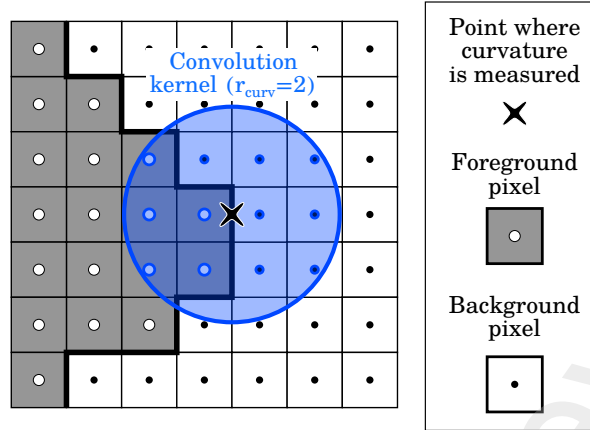 Convolution
kernel (r_curv=2)
Point where
curvature
is measured
Foreground
pixel
Background
pixel